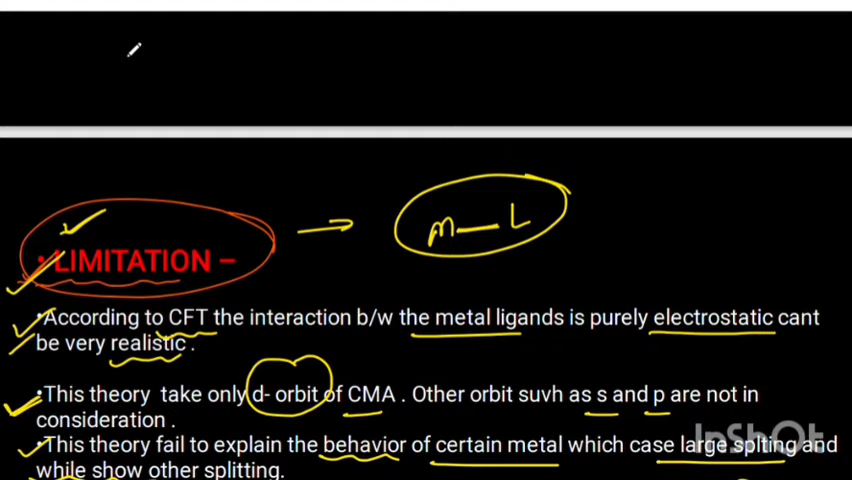 M—L
•LIMITATION –
•According to CFT the interaction b/w the metal ligands is purely electrostatic cant
be very realistic .
•This theory take only d- orbit of CMA . Other orbit suvh as s and p are not in
consideration .
•This theory fail to explain the behavior of certain metal which case large splting and
while show other splitting.
InShOt